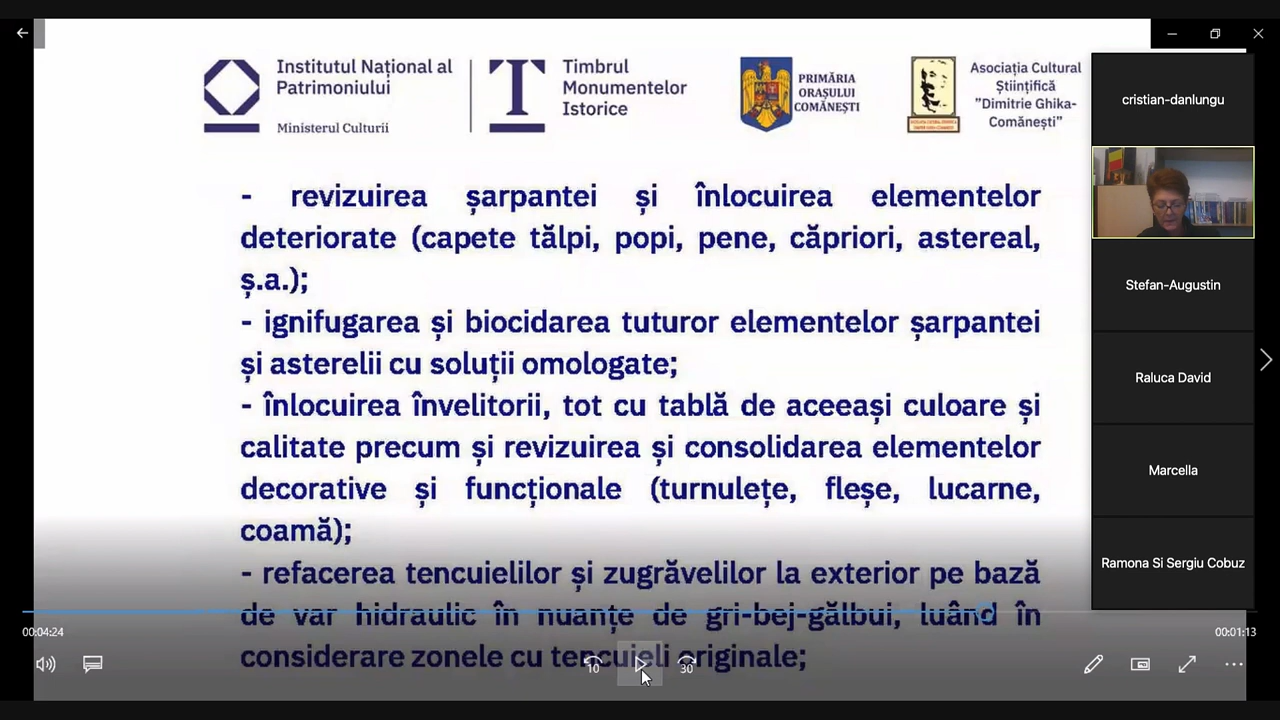 Institutul Național al
Patrimoniului
Ministerul Culturii
Timbrul
Monumentelor
Istorice
PRIMĂRIA
ORAȘULUI
COMĂNEȘTI
Asociația Cultural
Științifică
”Dimitrie Ghika-
Comănești”
- revizuirea șarpantei și înlocuirea elementelor
deteriorate (capete tălpi, popi, pene, căpriori, astereal,
ș.a.);
- ignifugarea și biocidarea tuturor elementelor șarpantei
și asterelii cu soluții omologate;
- înlocuirea învelitorii, tot cu tablă de aceeași culoare și
calitate precum și revizuirea și consolidarea elementelor
decorative și funcționale (turnulețe, fleșe, lucarne,
coamă);
- refacerea tencuielilor și zugrăvelilor la exterior pe bază
de var hidraulic în nuanțe de gri-bej-gălbui, luând în
considerare zonele cu tencuieli originale;
cristian-danlungu
Stefan-Augustin
Raluca David
Marcella
Ramona Si Sergiu Cobuz
00:04:24
00:01:13
10
30